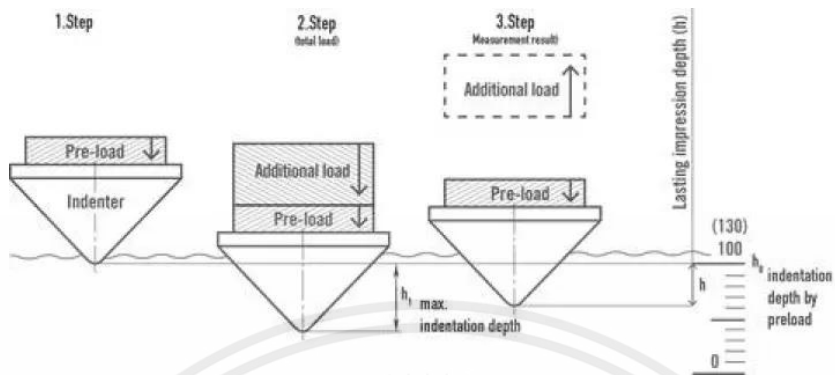 1.Step
2.Step
(total load)
3.Step
Measurement result)
Additional load
Pre-load
Indenter
Additional load
Pre-load
Pre-load
Lasting impression depth (h)
(130)
100
h₀ indentation
depth by
preload
h
h₁ max.
indentation depth
0